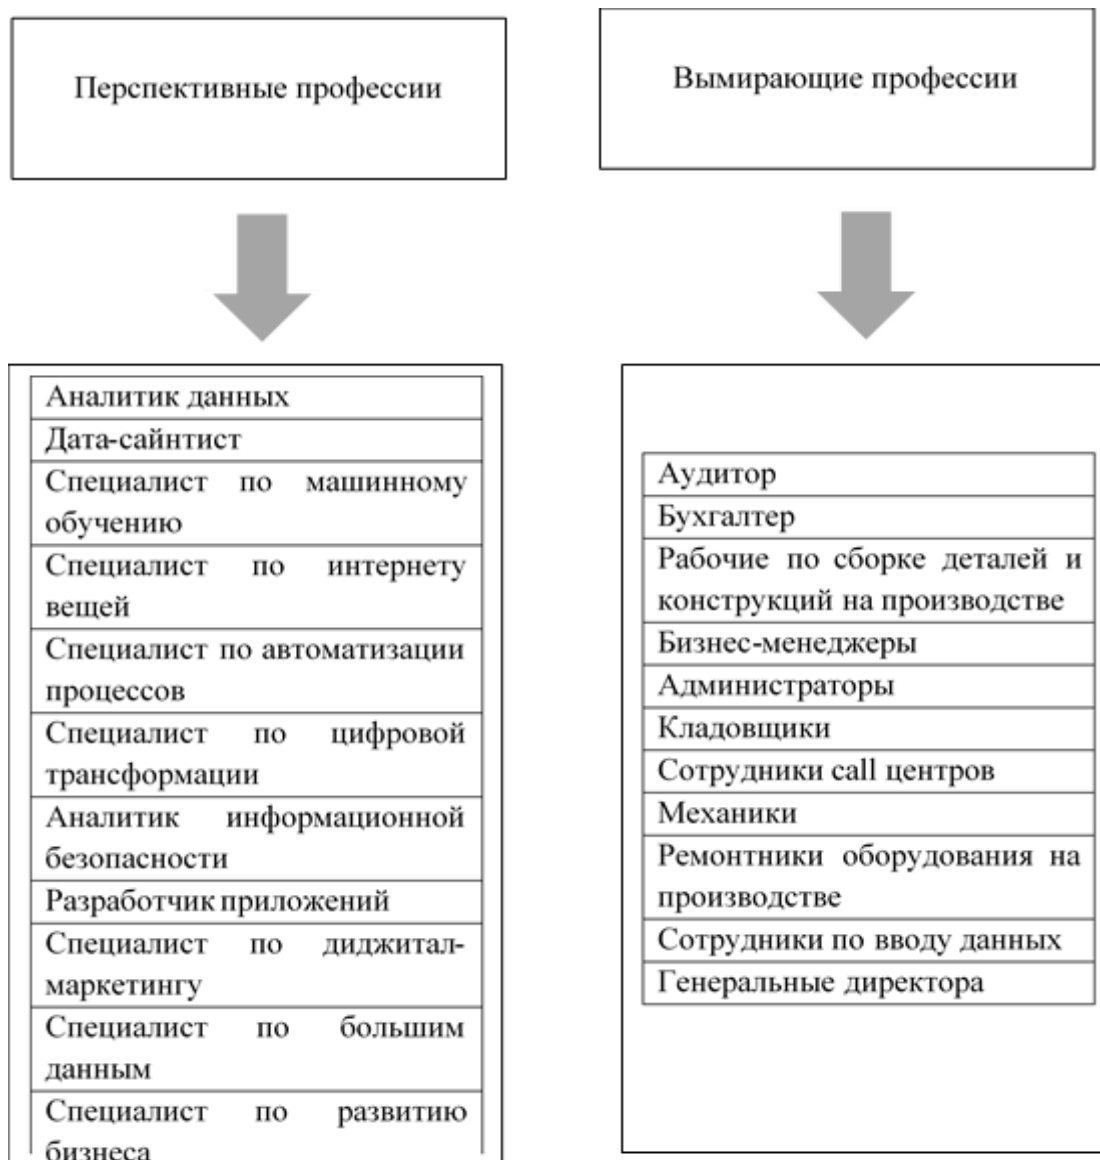 Перспективные профессии
Вымирающие профессии
Аналитик данных
Дата-сайнтист
Специалист по машинному
обучению
Специалист по интернету
вещей
Специалист по автоматизации
процессов
Специалист по цифровой
трансформации
Аналитик информационной
безопасности
Разработчик приложений
Специалист по диджитал-
маркетингу
Специалист по большим
данным
Специалист по развитию
бизнеса
Аудитор
Бухгалтер
Рабочие по сборке деталей и
конструкций на производстве
Бизнес-менеджеры
Администраторы
Кладовщики
Сотрудники call центров
Механики
Ремонтники оборудования на
производстве
Сотрудники по вводу данных
Генеральные директора